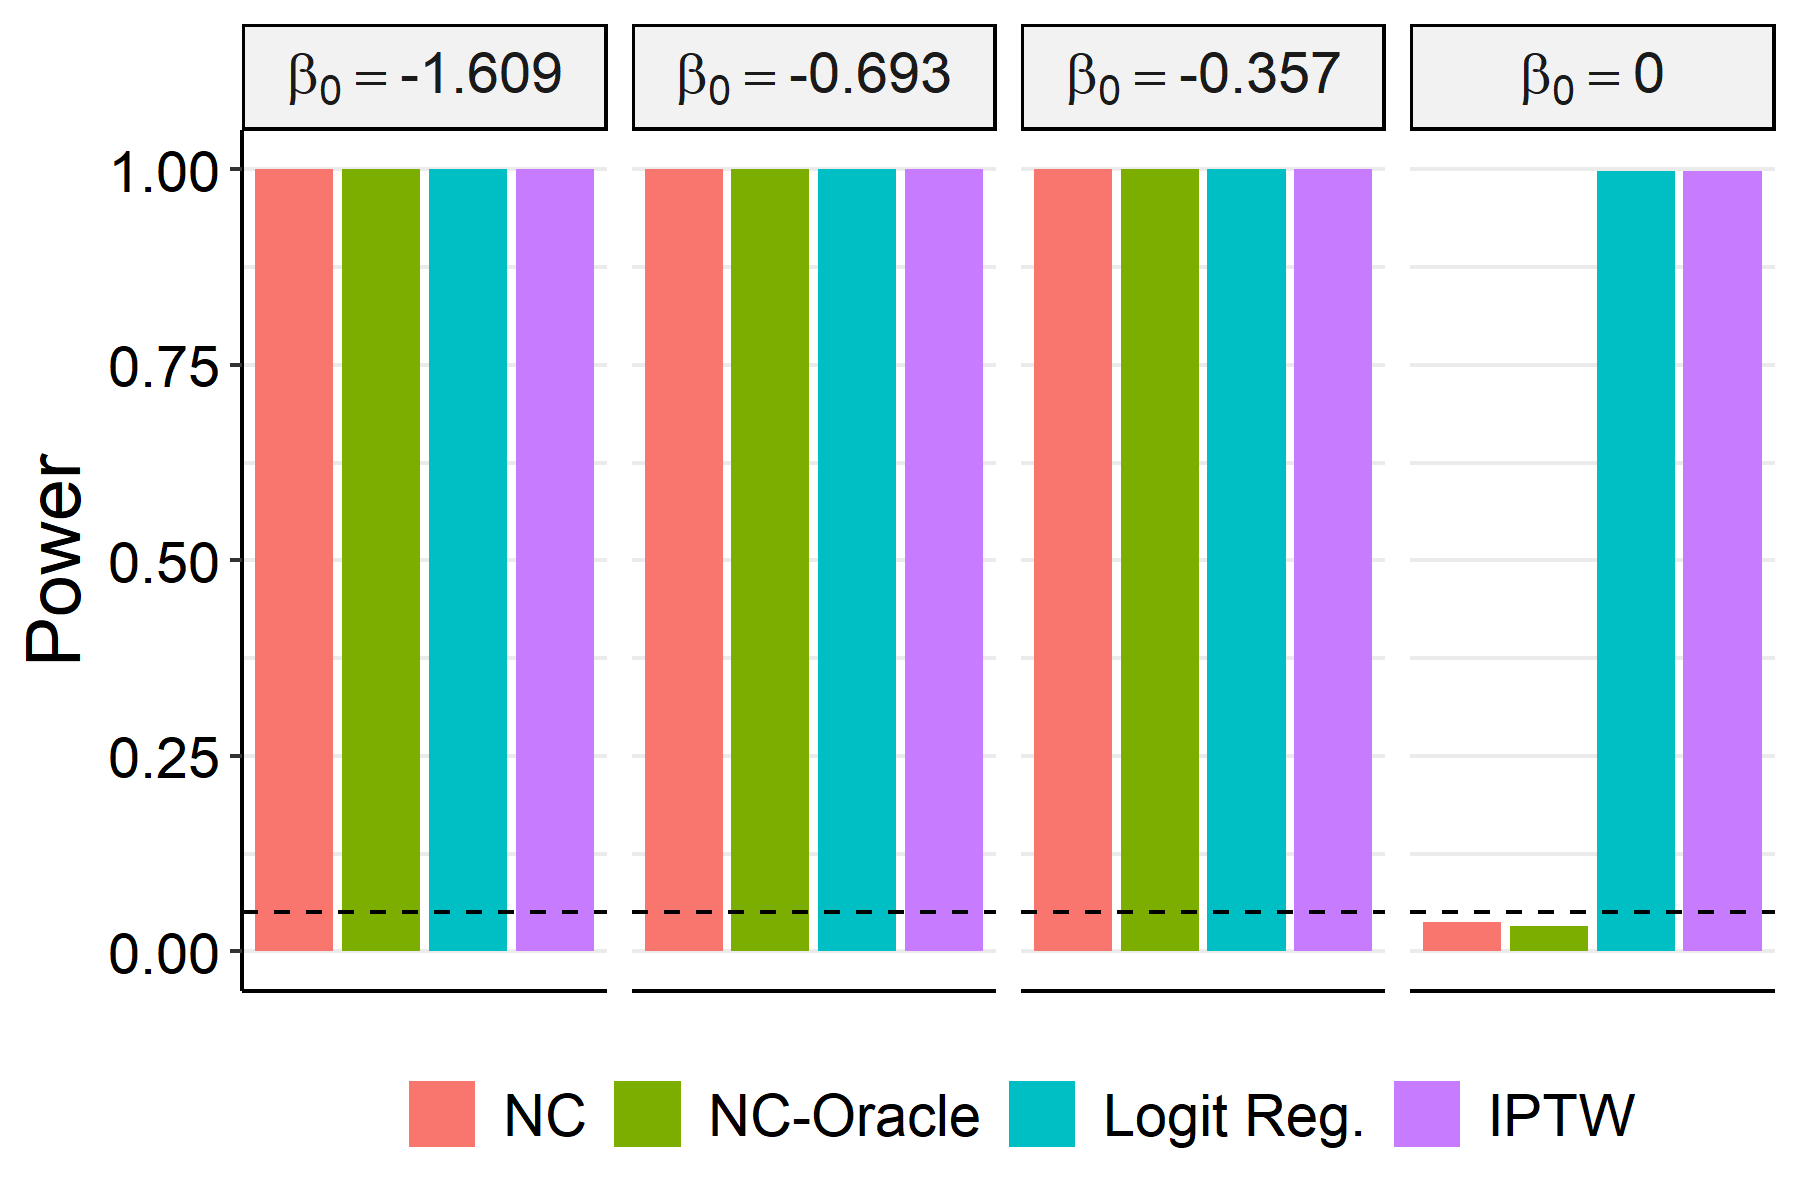 β0 = -1.609
β0 = -0.693
β0 = -0.357
β0 = 0
Power
1.00
0.75
0.50
0.25
0.00
NC
NC-Oracle
Logit Reg.
IPTW